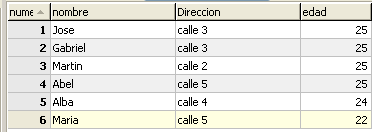 nume nombre Direccion edad
1 Jose calle 3 25
2 Gabriel calle 3 25
3 Martin calle 2 25
4 Abel calle 5 25
5 Alba calle 4 24
6 Maria calle 5 22